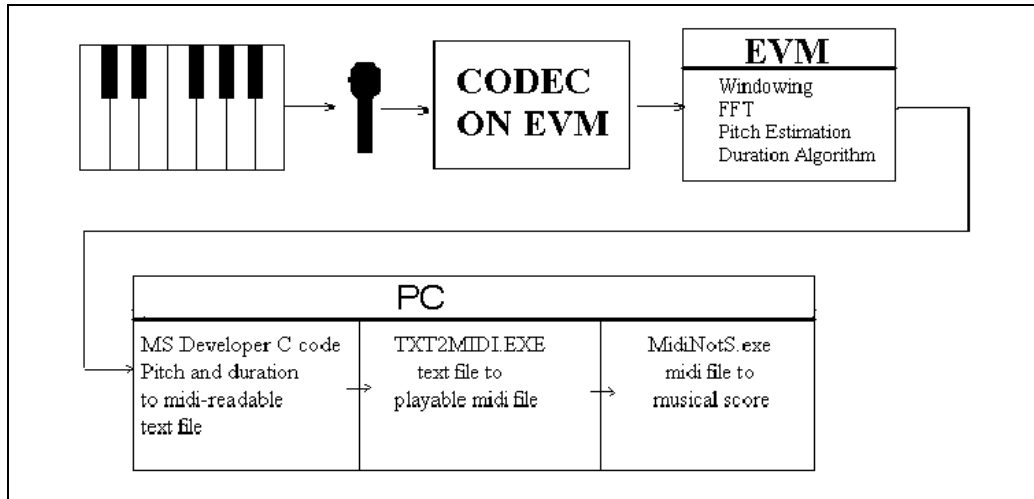 CODEC
ON EVM
EVM
Windowing
FFT
Pitch Estimation
Duration Algorithm
PC
MS Developer C code
Pitch and duration
to midi-readable
text file
TXT2MIDI.EXE
text file to
playable midi file
MidiNotS.exe
midi file to
musical score